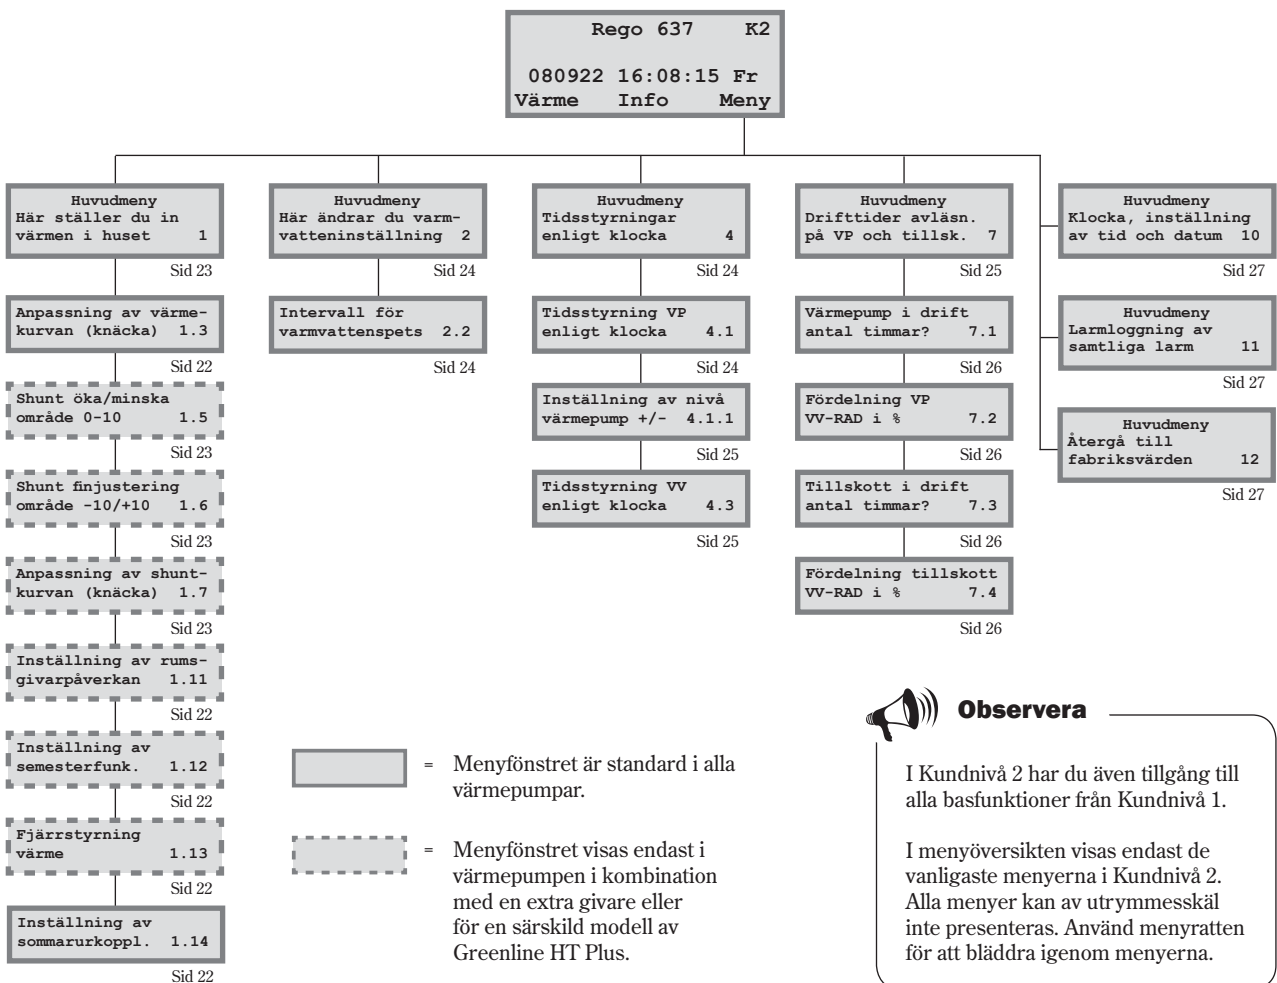 Rego 637 K2
080922 16:08:15 Fr
Värme Info Meny
Huvudmeny
Här ställer du in
värmen i huset 1
Sid 23
Anpassning av värme-
kurvan (knäcka) 1.3
Sid 22
Shunt öka/minska
område 0-10 1.5
Sid 23
Shunt finjustering
område -10/+10 1.6
Sid 23
Anpassning av shunt-
kurvan (knäcka) 1.7
Sid 23
Inställning av rums-
givarpåverkan 1.11
Sid 22
Inställning av
semesterfunk. 1.12
Sid 22
Fjärrstyrning
värme 1.13
Sid 22
Inställning av
sommarurkoppl. 1.14
Sid 22
Huvudmeny
Här ändrar du varm-
vatteninställning 2
Sid 24
Intervall för
varmvattenspets 2.2
Sid 24
Huvudmeny
Tidsstyrningar
enligt klocka 4
Sid 24
Tidsstyrning VP
enligt klocka 4.1
Sid 24
Inställning av nivå
värmepump +/- 4.1.1
Sid 25
Tidsstyrning VV
enligt klocka 4.3
Sid 25
Huvudmeny
Drifttider avläsn.
på VP och tillsk. 7
Sid 25
Värmepump i drift
antal timmar? 7.1
Sid 26
Fördelning VP
VV-RAD i % 7.2
Sid 26
Tillskott i drift
antal timmar? 7.3
Sid 26
Fördelning tillskott
VV-RAD i % 7.4
Sid 26
Huvudmeny
Klocka, inställning
av tid och datum 10
Sid 27
Huvudmeny
Larmloggning av
samtliga larm 11
Sid 27
Huvudmeny
Återgå till
fabriksvärden 12
Sid 27
= Menyfönstret är standard i alla
värmepumpar.
= Menyfönstret visas endast i
värmepumpen i kombination
med en extra givare eller
för en särskild modell av
Greenline HT Plus.
Observera
I Kundnivå 2 har du även tillgång till
alla basfunktioner från Kundnivå 1.
I menyöversikten visas endast de
vanligaste menyerna i Kundnivå 2.
Alla menyer kan av utrymmesskäl
inte presenteras. Använd menyratten
för att bläddra igenom menyerna.